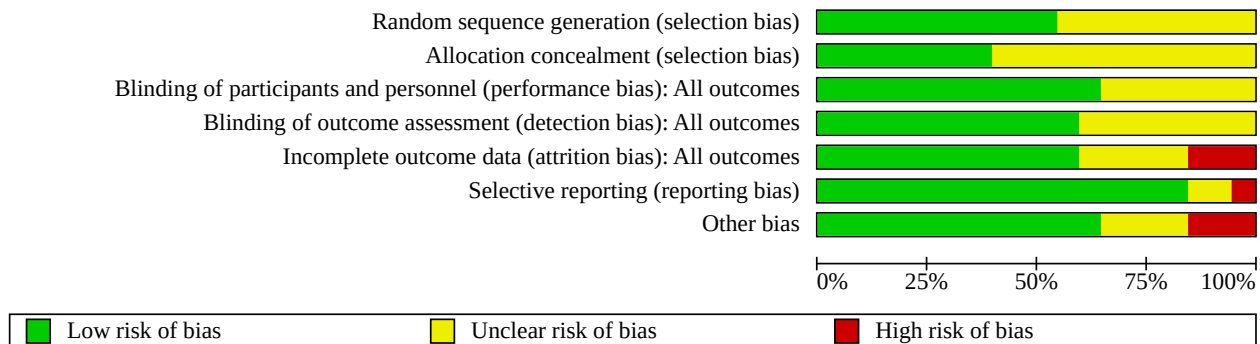 Random sequence generation (selection bias)
Allocation concealment (selection bias)
Blinding of participants and personnel (performance bias): All outcomes
Blinding of outcome assessment (detection bias): All outcomes
Incomplete outcome data (attrition bias): All outcomes
Selective reporting (reporting bias)
Other bias
0% 25% 50% 75% 100%
Low risk of bias Unclear risk of bias High risk of bias